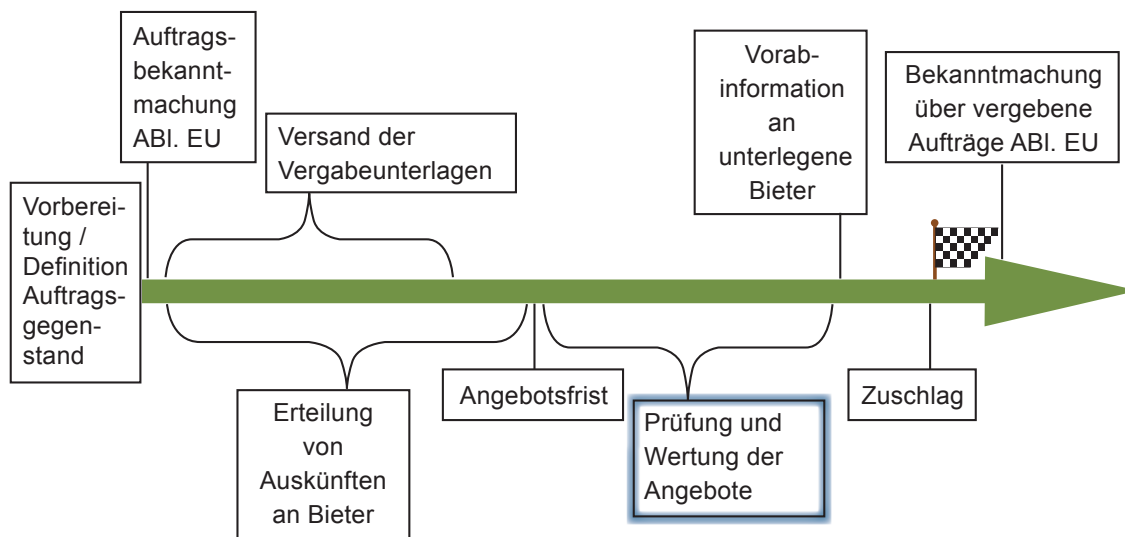 Auftrags-
bekannt-
machung
ABl. EU
Versand der
Vergabeunterlagen
Vorab-
information
an
unterlegene
Bieter
Bekanntmachung
über vergebene
Aufträge ABl. EU
Vorberei-
tung /
Definition
Auftrags-
gegen-
stand
Erteilung
von
Auskünften
an Bieter
Angebotsfrist
Prüfung und
Wertung der
Angebote
Zuschlag